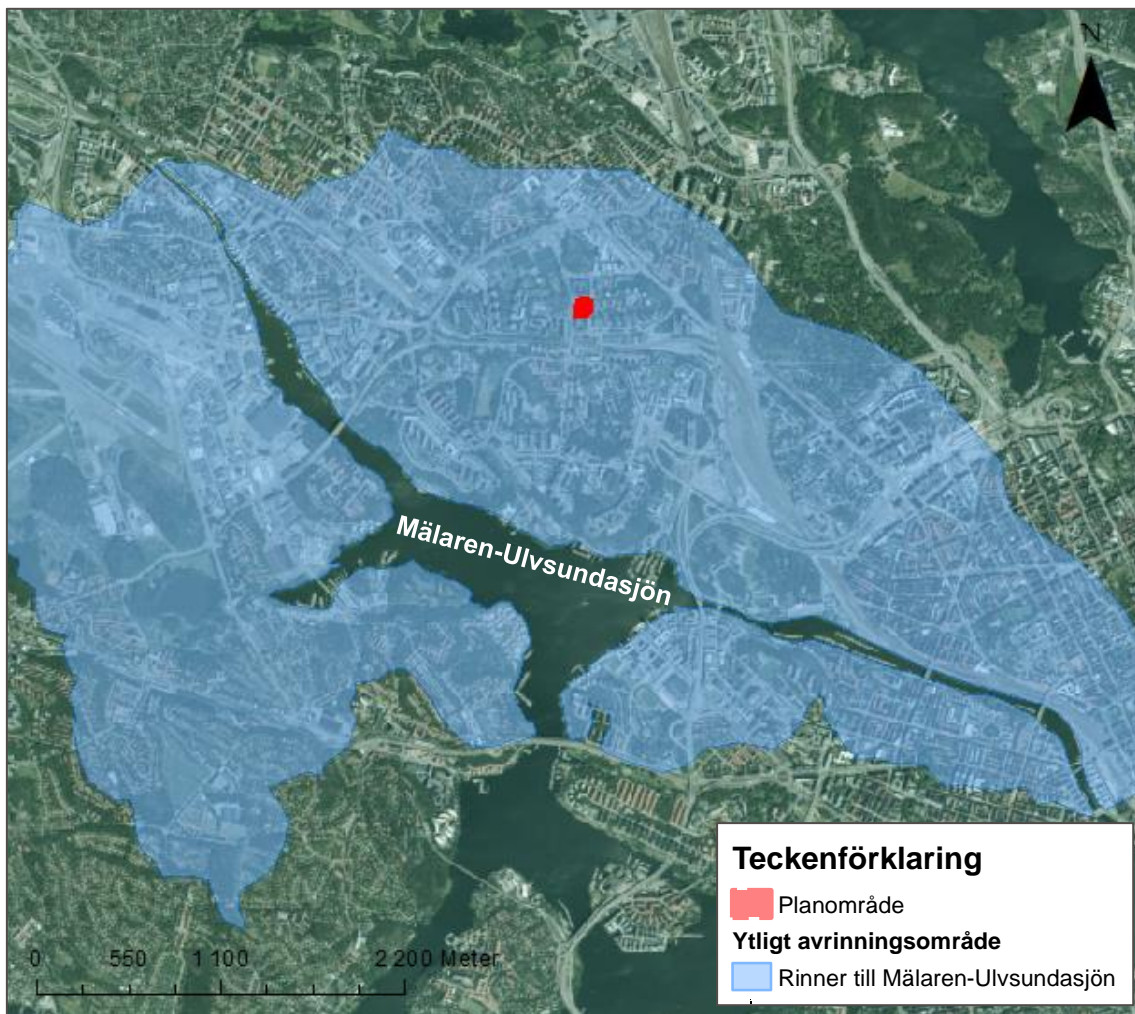 N
Mälaren-Ulvsundasjön
Teckenförklaring
Planområde
Ytligt avrinningsområde
Rinner till Mälaren-Ulvsundasjön
0 550 1 100 2 200 Meter